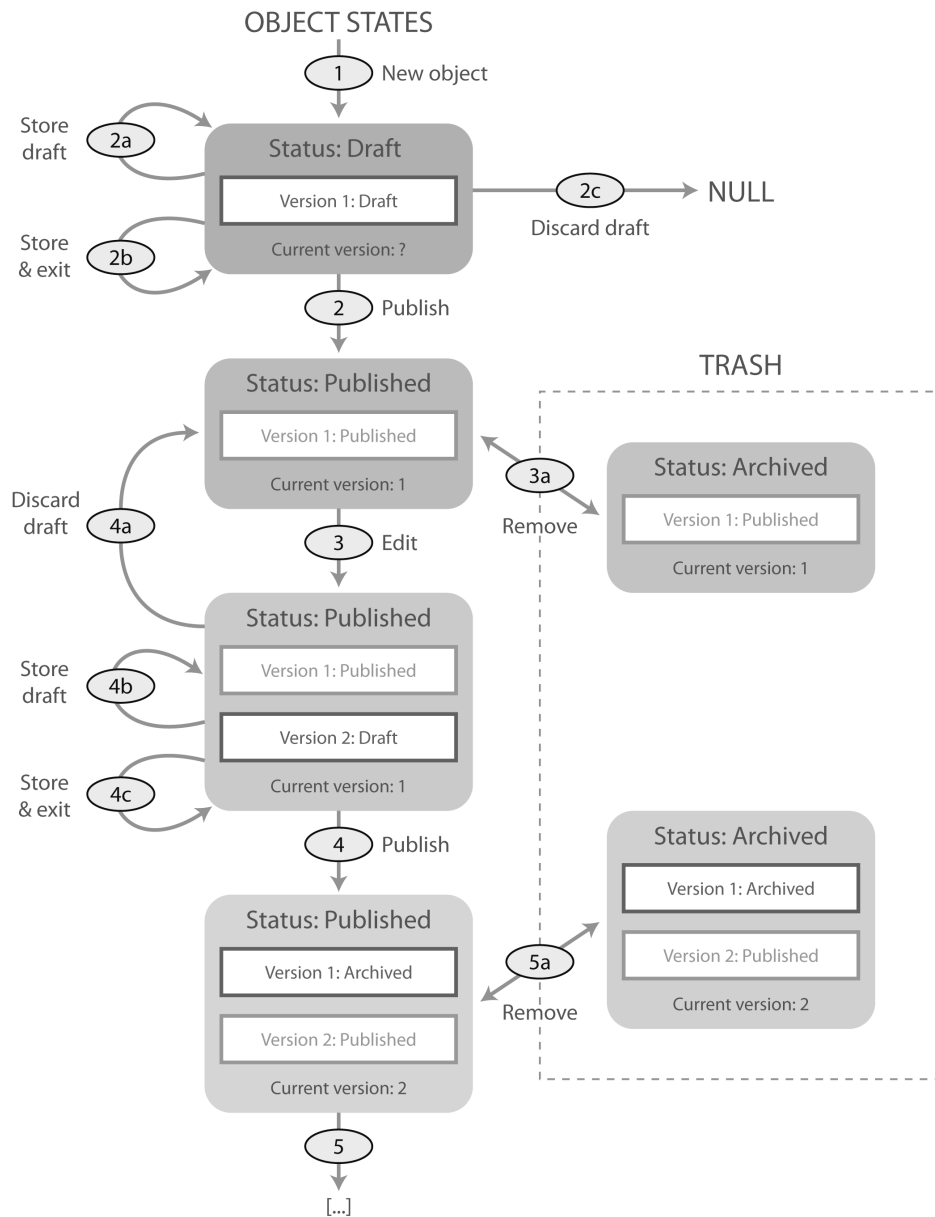 OBJECT STATES
1
New object
Store
draft
2a
Status: Draft
Version 1: Draft
Current version: ?
2c
Discard draft
NULL
Store
& exit
2b
2
Publish
Status: Published
Version 1: Published
Current version: 1
TRASH
3a
Remove
Status: Archived
Version 1: Published
Current version: 1
Discard
draft
4a
3
Edit
Status: Published
Version 1: Published
Version 2: Draft
Current version: 1
Store
draft
4b
Store
& exit
4c
4
Publish
Status: Published
Version 1: Archived
Version 2: Published
Current version: 2
5a
Remove
Status: Archived
Version 1: Archived
Version 2: Published
Current version: 2
5
[...]